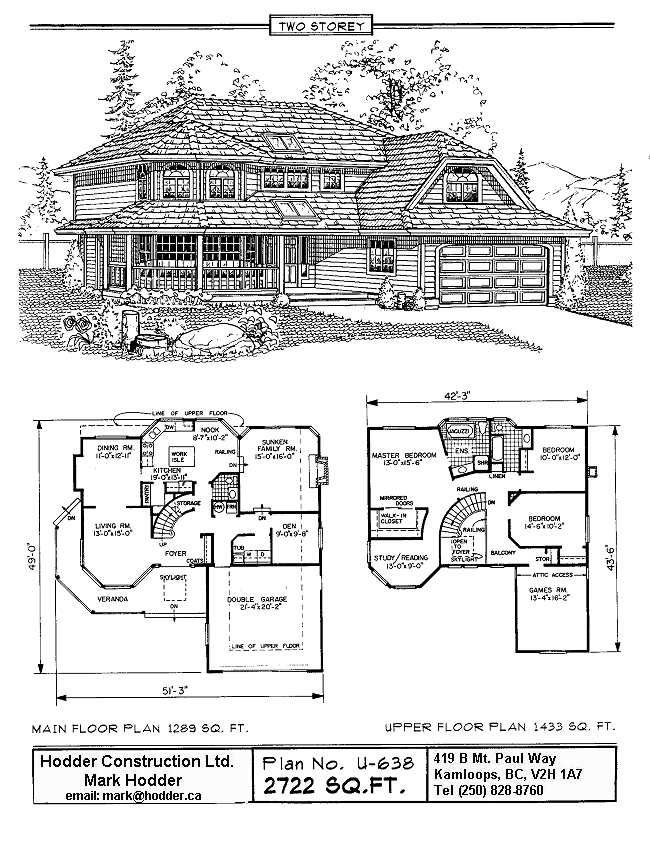 TWO STOREY
LINE OF UPPER FLOOR
DW
NOOK
8'-7"x10'-2"
DINING RM.
11'-0"x12'-11"
WORK
ISLE
KITCHEN
19'-0"x13'-11"
RAILING
DN
SUNKEN
FAMILY RM.
15'-0"x16'-0"
PANTRY
STORAGE
HW
FRN
DN
DN
LIVING RM.
13'-0"x15'-0"
UP
FOYER
COATS
TUB
W
D
DEN
9'-0"x9'-8"
VERANDA
SKYLIGHT
DN
DOUBLE GARAGE
21'-4"x20'-2"
LINE OF UPPER FLOOR
49'-0"
51'-3"
42'-3"
MASTER BEDROOM
13'-0"x15'-6"
JACUZZI
ENS
SHR
LINEN
BEDROOM
10'-0"x12'-0"
MIRRORED
DOORS
WALK-IN
CLOSET
RAILING
DN
RAILING
BEDROOM
14'-6"x10'-2"
STUDY/READING
13'-0"x9'-0"
OPEN
TO
FOYER
SKYLIGHT
BALCONY
STOR.
ATTIC ACCESS
GAMES RM.
13'-4"x16'-2"
43'-6"
MAIN FLOOR PLAN 1289 SQ. FT.
UPPER FLOOR PLAN 1433 SQ. FT.
Hodder Construction Ltd.
Mark Hodder
email: mark@hodder.ca
Plan No. U-638
2722 SQ.FT.
419 B Mt. Paul Way
Kamloops, BC, V2H 1A7
Tel (250) 828-8760